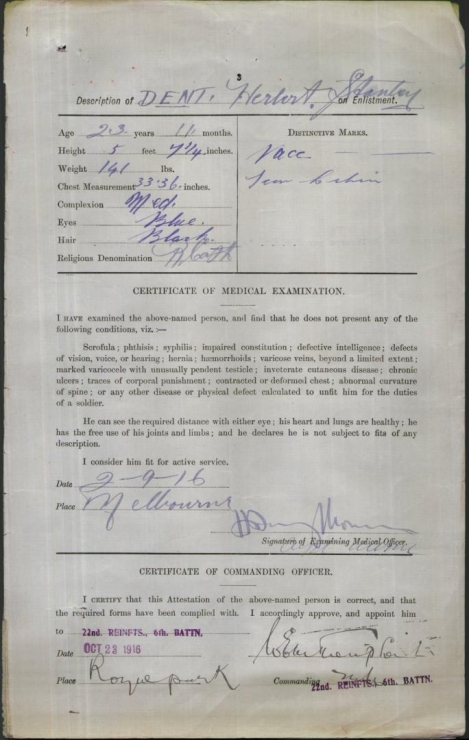 3
Description of DENT. Herbert. Stanley on Enlistment.
Age 23 years 11 months.
Height 5 feet 7 1/4 inches.
Weight 141 lbs.
Chest Measurement 33-36. inches.
Complexion Med.
Eyes Blue.
Hair Black.
Religious Denomination R Cath
DISTINCTIVE MARKS.
Vacc
CERTIFICATE OF MEDICAL EXAMINATION.
I HAVE examined the above-named person, and find that he does not present any of the
following conditions, viz. :—
Scrofula ; phthisis ; syphilis ; impaired constitution ; defective intelligence ; defects
of vision, voice, or hearing ; hernia ; hæmorrhoids ; varicose veins, beyond a limited extent ;
marked varicocele with unusually pendent testicle ; inveterate cutaneous disease ; chronic
ulcers ; traces of corporal punishment ; contracted or deformed chest ; abnormal curvature
of spine ; or any other disease or physical defect calculated to unfit him for the duties
of a soldier.
He can see the required distance with either eye ; his heart and lungs are healthy ; he
has the free use of his joints and limbs ; and he declares he is not subject to fits of any
description.
I consider him fit for active service.
Date 2-9-16
Place Melbourne
Signature of Examining Medical Officer.
CERTIFICATE OF COMMANDING OFFICER.
I CERTIFY that this Attestation of the above-named person is correct, and that
the required forms have been complied with. I accordingly approve, and appoint him
to 22nd. REINFTS., 6th. BATTN.
Date OCT 23 1916
Place Royal park
Commanding 22nd. REINFTS., 6th. BATTN.